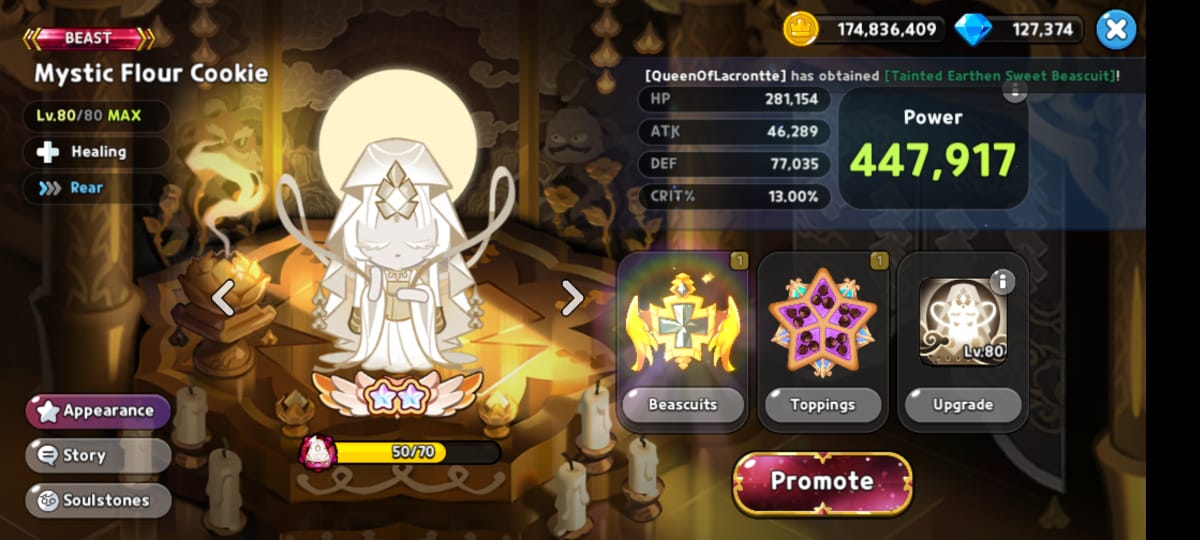 BEAST
174,836,409
127,374
Mystic Flour Cookie
[QueenOfLacrontte] has obtained [Tainted Earthen Sweet Beascuit]!
Lv.80/80 MAX
Healing
Rear
HP 281,154
ATK 46,289
DEF 77,035
CRIT% 13.00%
Power
447,917
1
1
Lv.80
Beascuits
Toppings
Upgrade
Appearance
Story
Soulstones
50/70
Promote